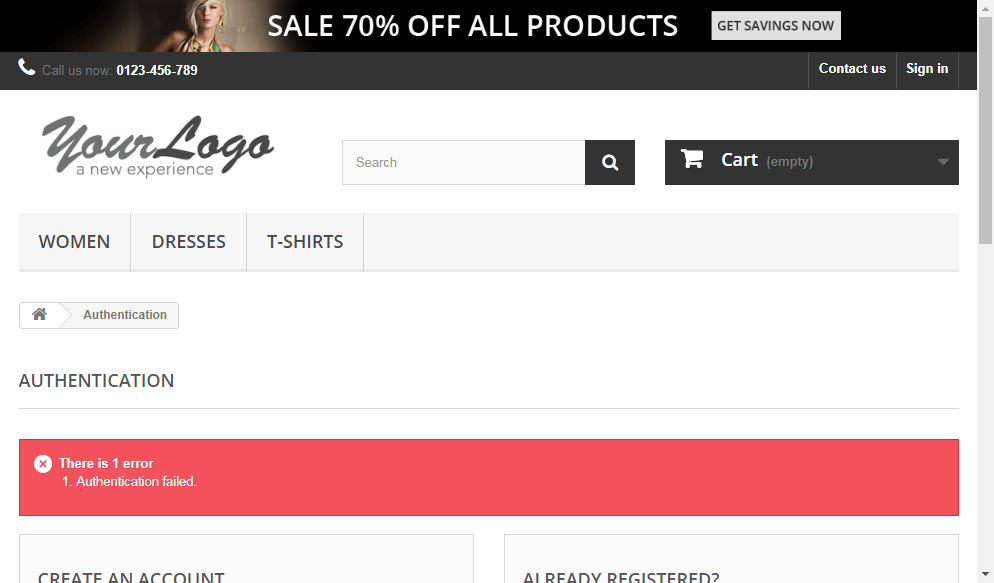 SALE 70% OFF ALL PRODUCTS GET SAVINGS NOW
Call us now: 0123-456-789 Contact us Sign in
YourLogo
a new experience
Search Cart (empty)
WOMEN DRESSES T-SHIRTS
Authentication
AUTHENTICATION
There is 1 error
1. Authentication failed.
CREATE AN ACCOUNT ALREADY REGISTERED?